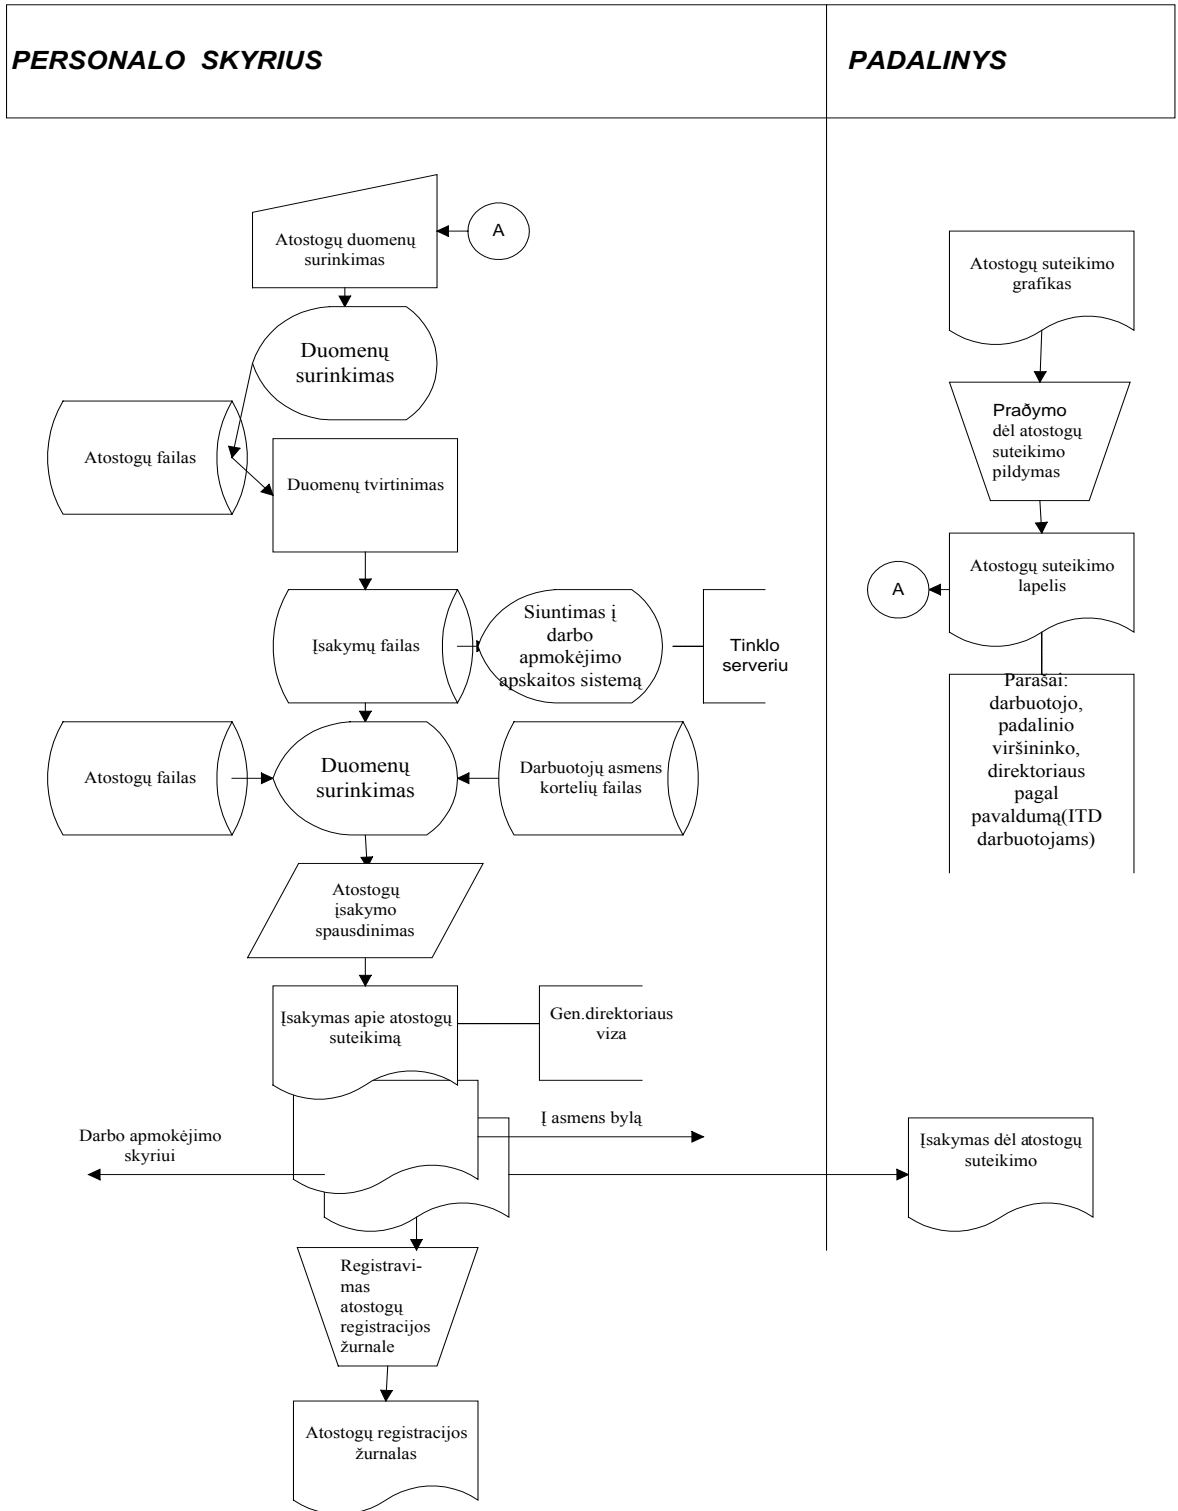 PERSONALO SKYRIUS
PADALINYS
Atostogų duomenų
surinkimas
A
Duomenų
surinkimas
Atostogų failas
Duomenų tvirtinimas
Įsakymų failas
Siuntimas į
darbo
apmokėjimo
apskaitos sistemą
Tinklo
serveriu
Atostogų failas
Duomenų
surinkimas
Darbuotojų asmens
kortelių failas
Atostogų
įsakymo
spausdinimas
Įsakymas apie atostogų
suteikimą
Gen.direktoriaus
viza
Darbo apmokėjimo
skyriui
Į asmens bylą
Registravi-
mas
atostogų
registracijos
žurnale
Atostogų registracijos
žurnalas
Atostogų suteikimo
grafikas
Praðymo
dėl atostogų
suteikimo
pildymas
Atostogų suteikimo
lapelis
A
Parašai:
darbuotojo,
padalinio
viršininko,
direktoriaus
pagal
pavaldumą(ITD
darbuotojams)
Įsakymas dėl atostogų
suteikimo